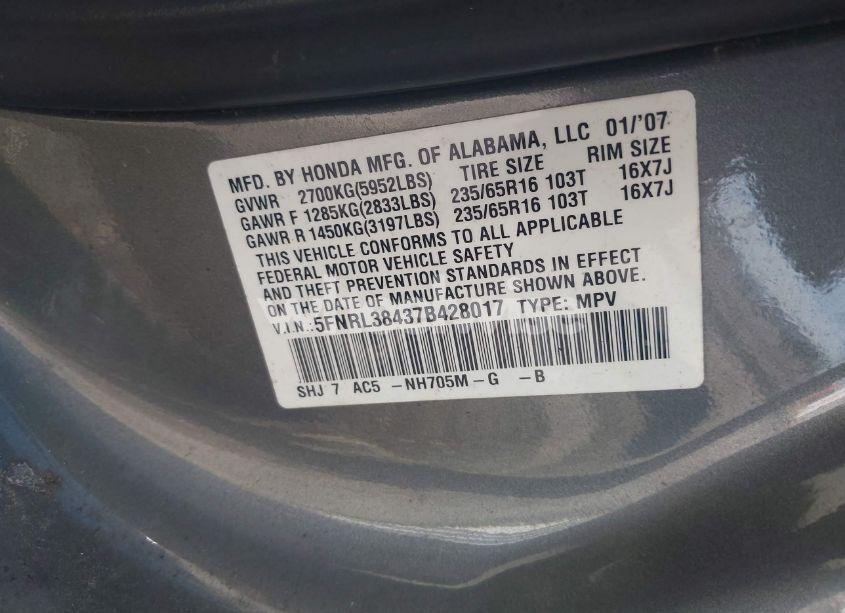 MFD. BY HONDA MFG. OF ALABAMA, LLC 01/'07
GVWR 2700KG(5952LBS) TIRE SIZE RIM SIZE
GAWR F 1285KG(2833LBS) 235/65R16 103T 16X7J
GAWR R 1450KG(3197LBS) 235/65R16 103T 16X7J
THIS VEHICLE CONFORMS TO ALL APPLICABLE
FEDERAL MOTOR VEHICLE SAFETY
AND THEFT PREVENTION STANDARDS IN EFFECT
ON THE DATE OF MANUFACTURE SHOWN ABOVE.
V.I.N.:5FNRL38437B428017 TYPE: MPV
SHJ 7 AC5 -NH705M-G -B